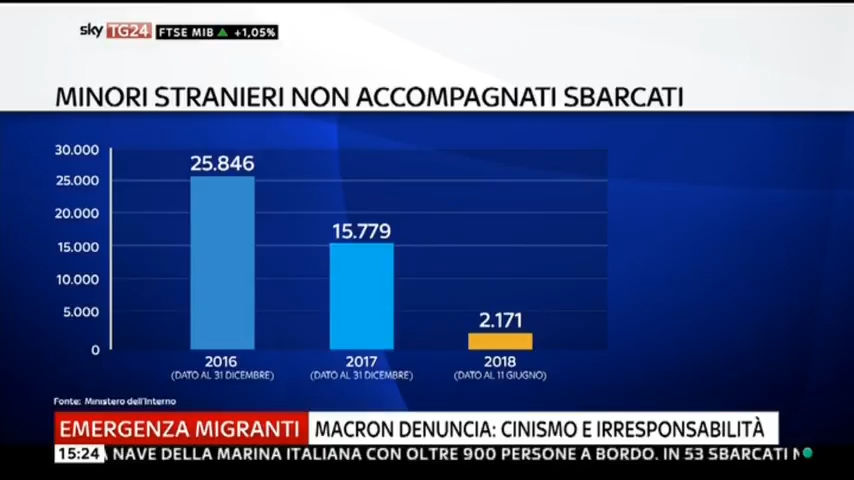 sky TG24 FTSE MIB ▲ +1,05%
MINORI STRANIERI NON ACCOMPAGNATI SBARCATI
30.000
25.000
20.000
15.000
10.000
5.000
0
25.846
15.779
2.171
2016
(DATO AL 31 DICEMBRE)
2017
(DATO AL 31 DICEMBRE)
2018
(DATO AL 11 GIUGNO)
Fonte: Ministero dell'Interno
EMERGENZA MIGRANTI MACRON DENUNCIA: CINISMO E IRRESPONSABILITÀ
15:24 NAVE DELLA MARINA ITALIANA CON OLTRE 900 PERSONE A BORDO. IN 53 SBARCATI